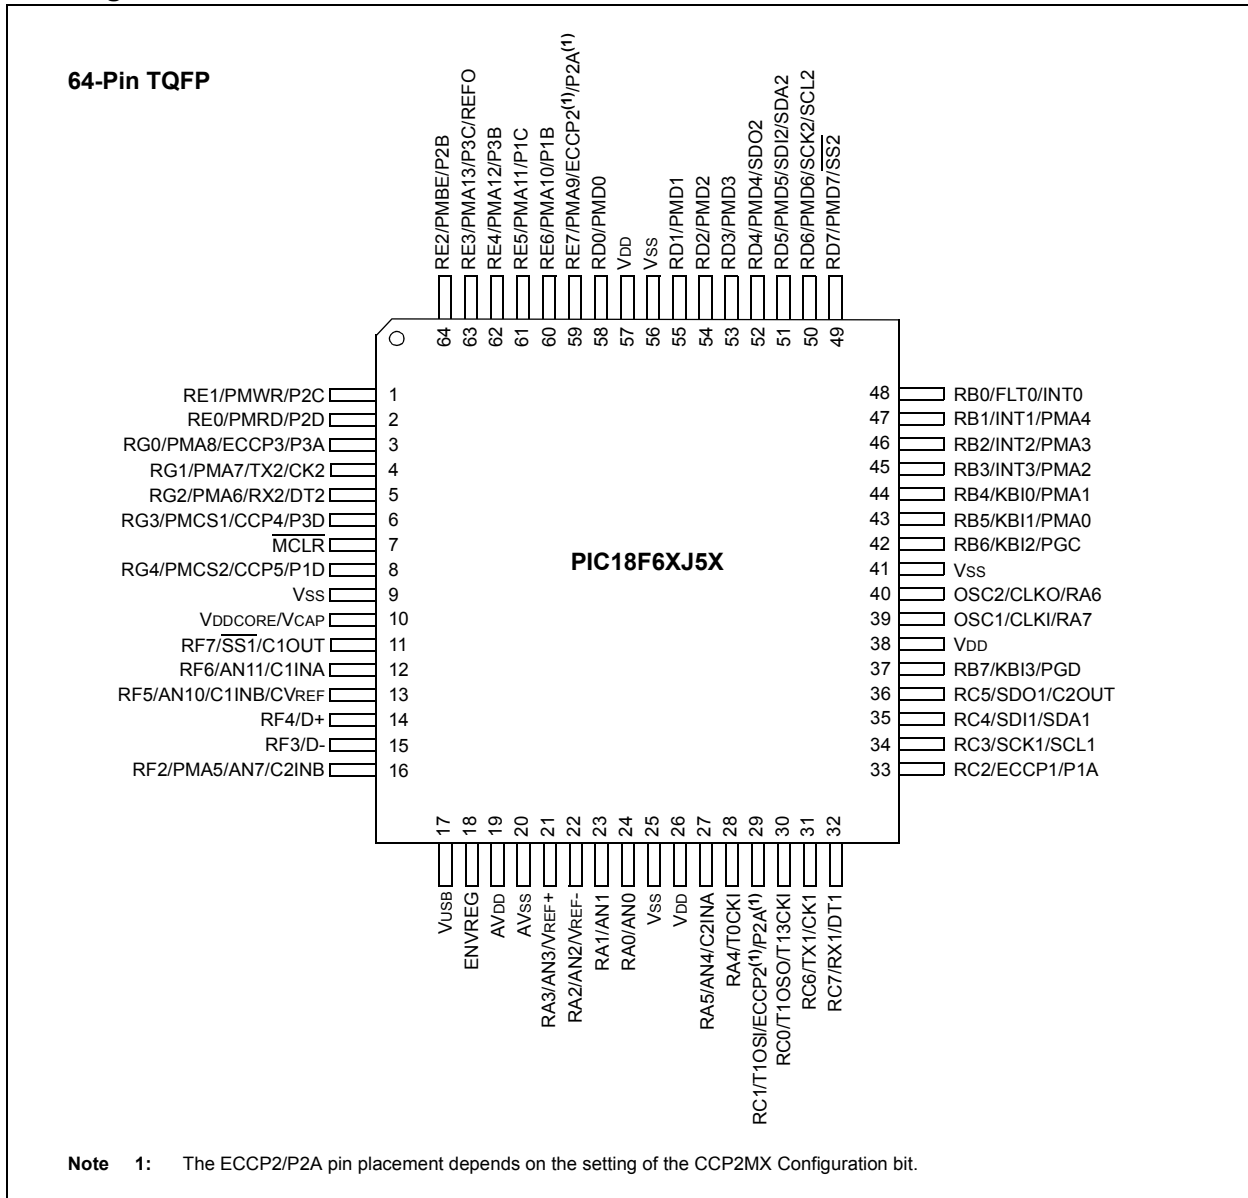 64-Pin TQFP
RE2/PMBE/P2B
RE3/PMA13/P3C/REFO
RE4/PMA12/P3B
RE5/PMA11/P1C
RE6/PMA10/P1B
RE7/PMA9/ECCP2(1)/P2A(1)
RD0/PMD0
VDD
VSS
RD1/PMD1
RD2/PMD2
RD3/PMD3
RD4/PMD4/SDO2
RD5/PMD5/SDI2/SDA2
RD6/PMD6/SCK2/SCL2
RD7/PMD7/SS2
64
63
62
61
60
59
58
57
56
55
54
53
52
51
50
49
RE1/PMWR/P2C 1
RE0/PMRD/P2D 2
RG0/PMA8/ECCP3/P3A 3
RG1/PMA7/TX2/CK2 4
RG2/PMA6/RX2/DT2 5
RG3/PMCS1/CCP4/P3D 6
MCLR 7
RG4/PMCS2/CCP5/P1D 8
VSS 9
VDDCORE/VCAP 10
RF7/SS1/C1OUT 11
RF6/AN11/C1INA 12
RF5/AN10/C1INB/CVREF 13
RF4/D+ 14
RF3/D- 15
RF2/PMA5/AN7/C2INB 16
PIC18F6XJ5X
48 RB0/FLT0/INT0
47 RB1/INT1/PMA4
46 RB2/INT2/PMA3
45 RB3/INT3/PMA2
44 RB4/KBI0/PMA1
43 RB5/KBI1/PMA0
42 RB6/KBI2/PGC
41 VSS
40 OSC2/CLKO/RA6
39 OSC1/CLKI/RA7
38 VDD
37 RB7/KBI3/PGD
36 RC5/SDO1/C2OUT
35 RC4/SDI1/SDA1
34 RC3/SCK1/SCL1
33 RC2/ECCP1/P1A
17
18
19
20
21
22
23
24
25
26
27
28
29
30
31
32
VUSB
ENVREG
AVDD
AVSS
RA3/AN3/VREF+
RA2/AN2/VREF-
RA1/AN1
RA0/AN0
VSS
VDD
RA5/AN4/C2INA
RA4/T0CKI
RC1/T1OSI/ECCP2(1)/P2A(1)
RC0/T1OSO/T13CKI
RC6/TX1/CK1
RC7/RX1/DT1
Note 1: The ECCP2/P2A pin placement depends on the setting of the CCP2MX Configuration bit.